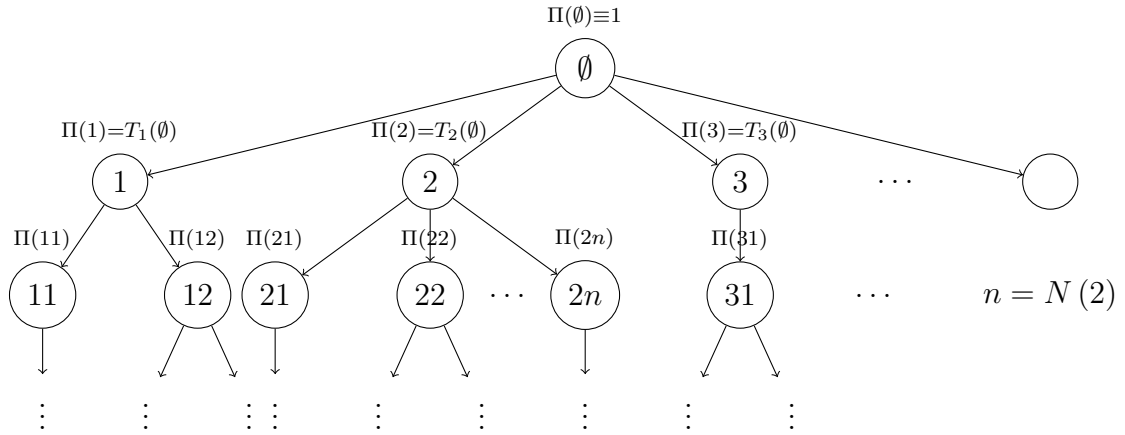 Π(∅)≡1
∅
Π(1)=T₁(∅) Π(2)=T₂(∅) Π(3)=T₃(∅)
1 2 3 ···
Π(11) Π(12) Π(21) Π(22) Π(2n) Π(31)
11 12 21 22 ··· 2n 31 ··· n = N (2)
⋮ ⋮ ⋮ ⋮ ⋮ ⋮ ⋮ ⋮ ⋮